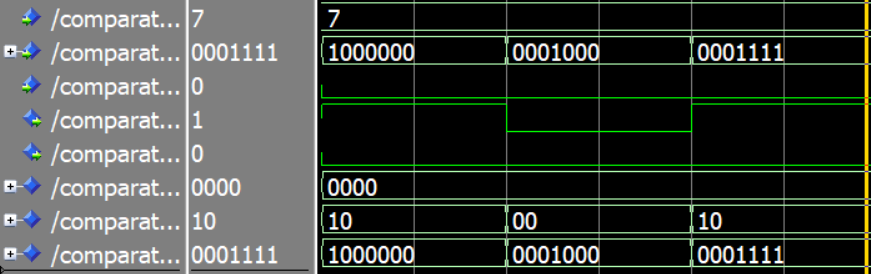 /comparat... 7 7
/comparat... 0001111 1000000 0001000 0001111
/comparat... 0
/comparat... 1
/comparat... 0
/comparat... 0000 0000
/comparat... 10 10 00 10
/comparat... 0001111 1000000 0001000 0001111